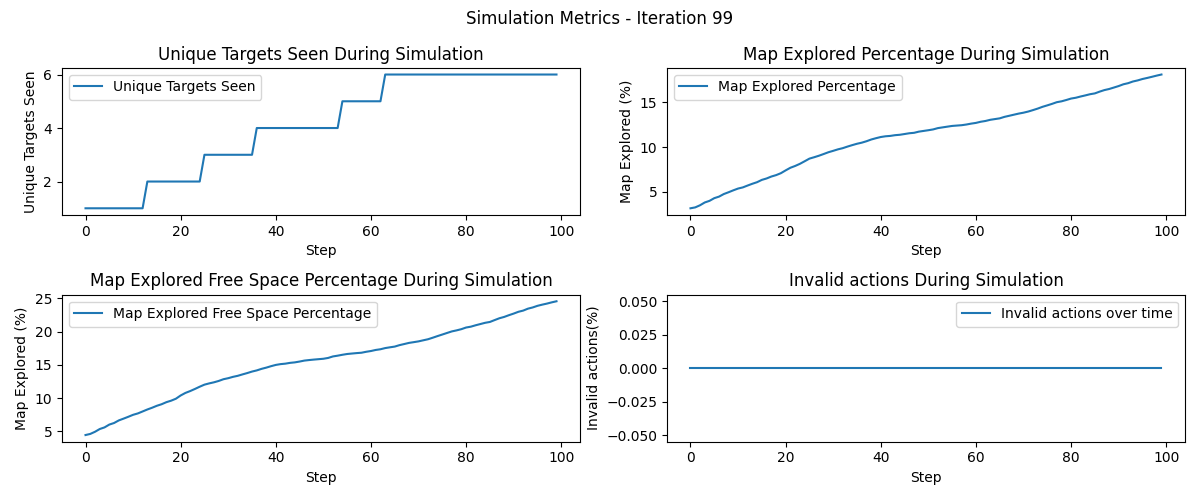 Simulation Metrics - Iteration 99
Unique Targets Seen During Simulation
Unique Targets Seen
Unique Targets Seen
6
4
2
0 20 40 60 80 100
Step
Map Explored Percentage During Simulation
Map Explored Percentage
Map Explored (%)
15
10
5
0 20 40 60 80 100
Step
Map Explored Free Space Percentage During Simulation
Map Explored Free Space Percentage
Map Explored (%)
25
20
15
10
5
0 20 40 60 80 100
Step
Invalid actions During Simulation
Invalid actions over time
Invalid actions(%)
0.050
0.025
0.000
−0.025
−0.050
0 20 40 60 80 100
Step